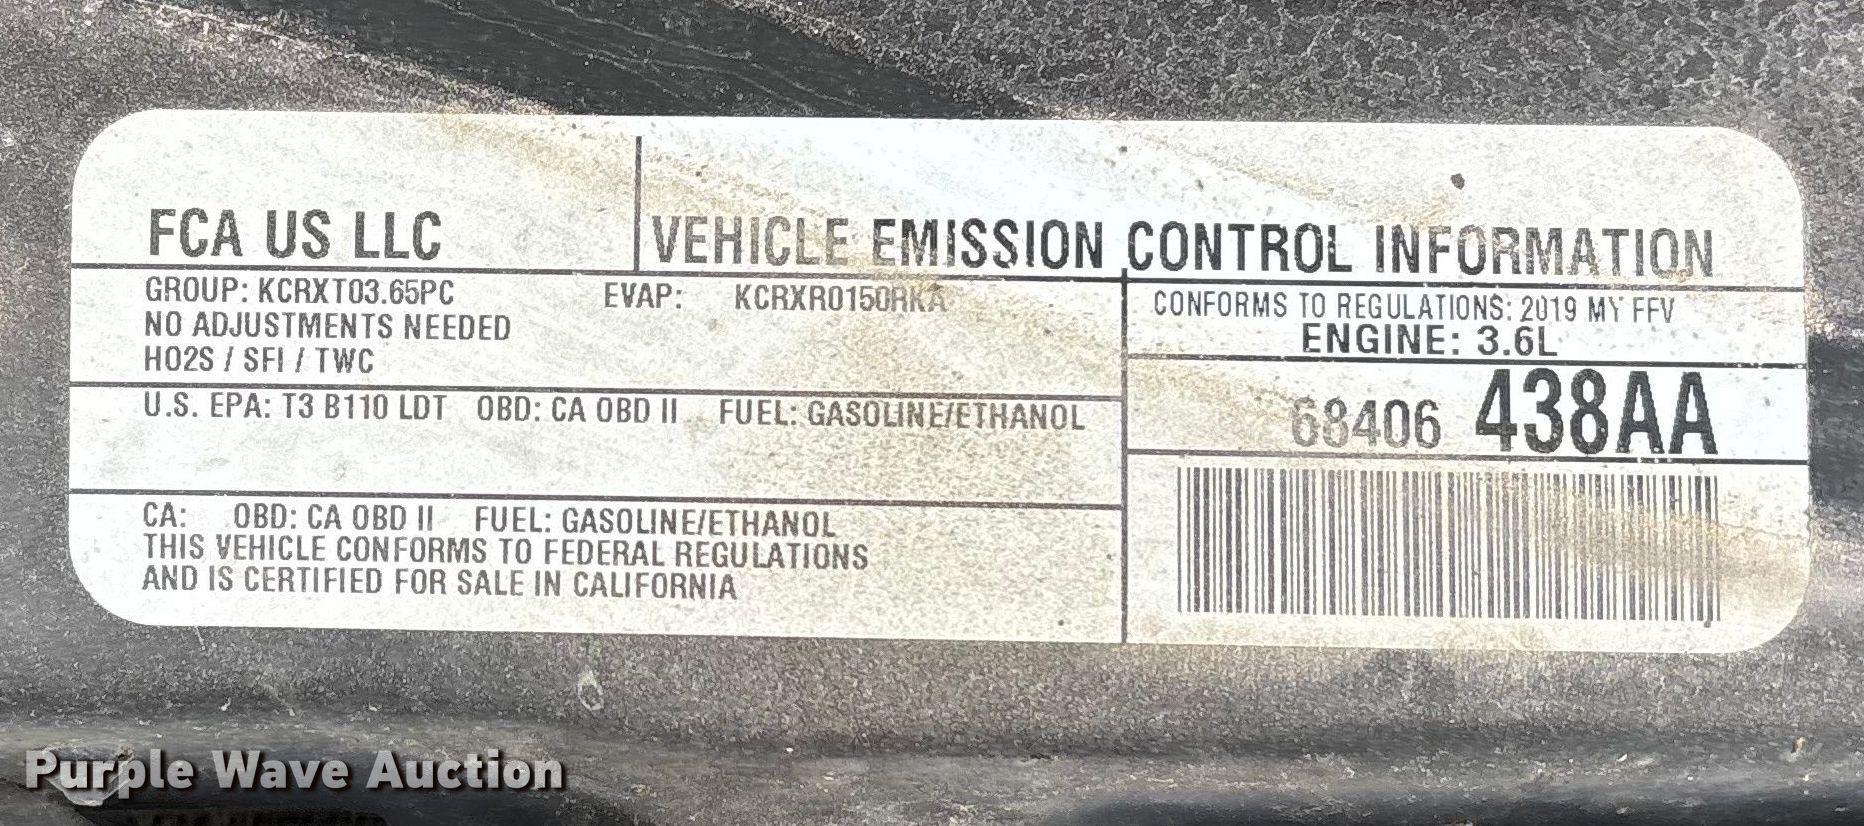 FCA US LLC
VEHICLE EMISSION CONTROL INFORMATION
GROUP: KCRXT03.65PC EVAP: KCRXR0150RKA
NO ADJUSTMENTS NEEDED
HO2S / SFI / TWC
CONFORMS TO REGULATIONS: 2019 MY FFV
ENGINE: 3.6L
U.S. EPA: T3 B110 LDT OBD: CA OBD II FUEL: GASOLINE/ETHANOL
68406 438AA
CA: OBD: CA OBD II FUEL: GASOLINE/ETHANOL
THIS VEHICLE CONFORMS TO FEDERAL REGULATIONS
AND IS CERTIFIED FOR SALE IN CALIFORNIA
Purple Wave Auction